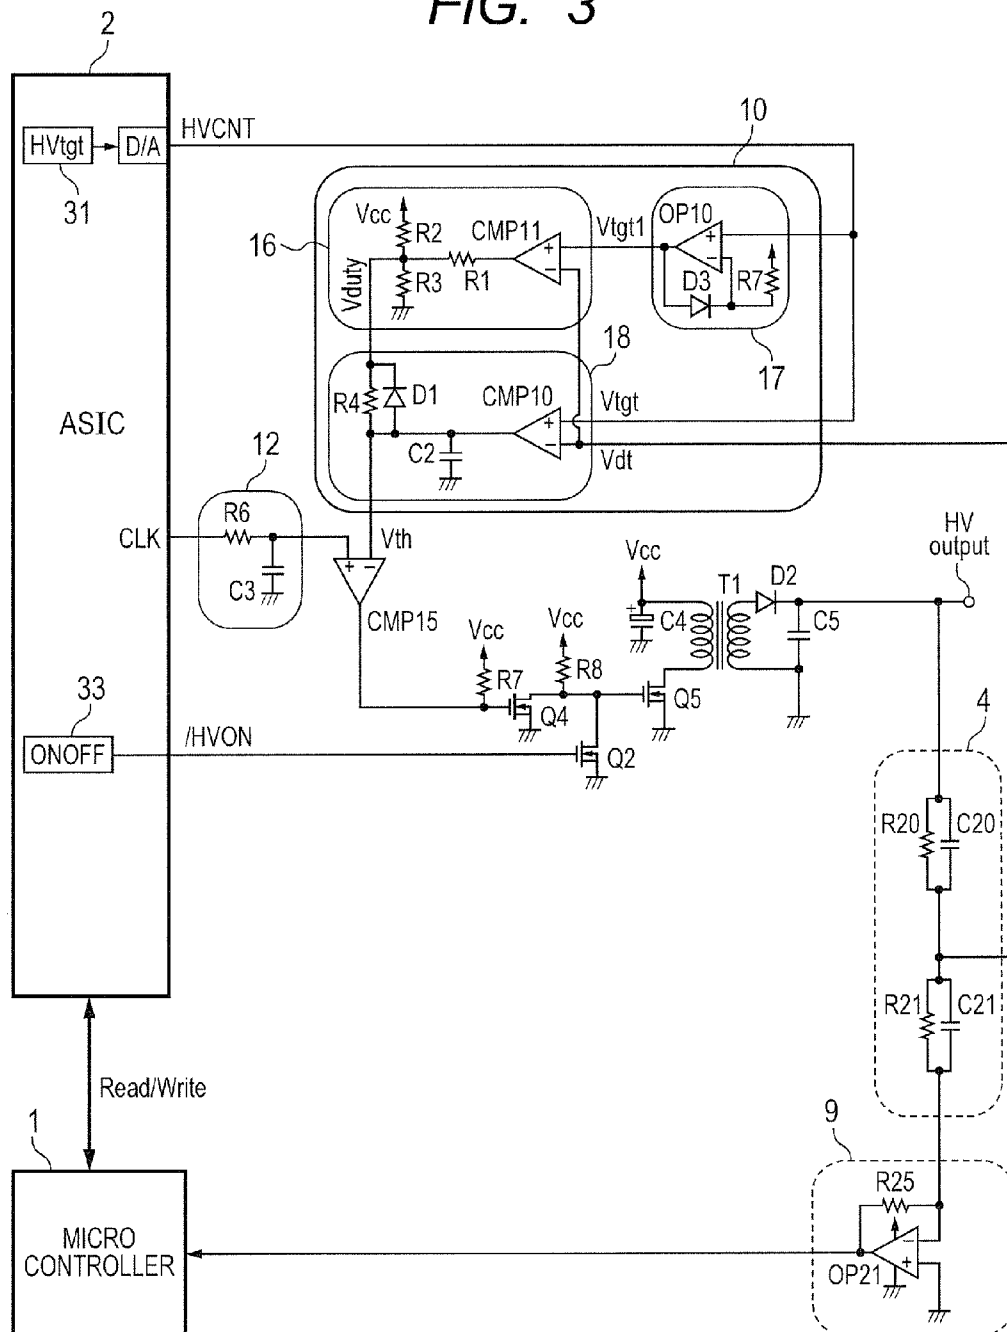 FIG. 3
2
HVtgt
D/A
HVCNT
31
10
16
Vcc
R2
R3
R1
CMP11
Vduty
Vtgt1
OP10
D3
R7
17
18
R4
D1
C2
CMP10
Vtgt
Vdt
ASIC
12
CLK
R6
C3
Vth
+ −
CMP15
Vcc
C4
T1
D2
C5
HV
output
Vcc
R7
Vcc
R8
Q4
Q5
Q2
33
ONOFF
/HVON
4
R20
C20
R21
C21
Read/Write
1
MICRO
CONTROLLER
9
R25
OP21